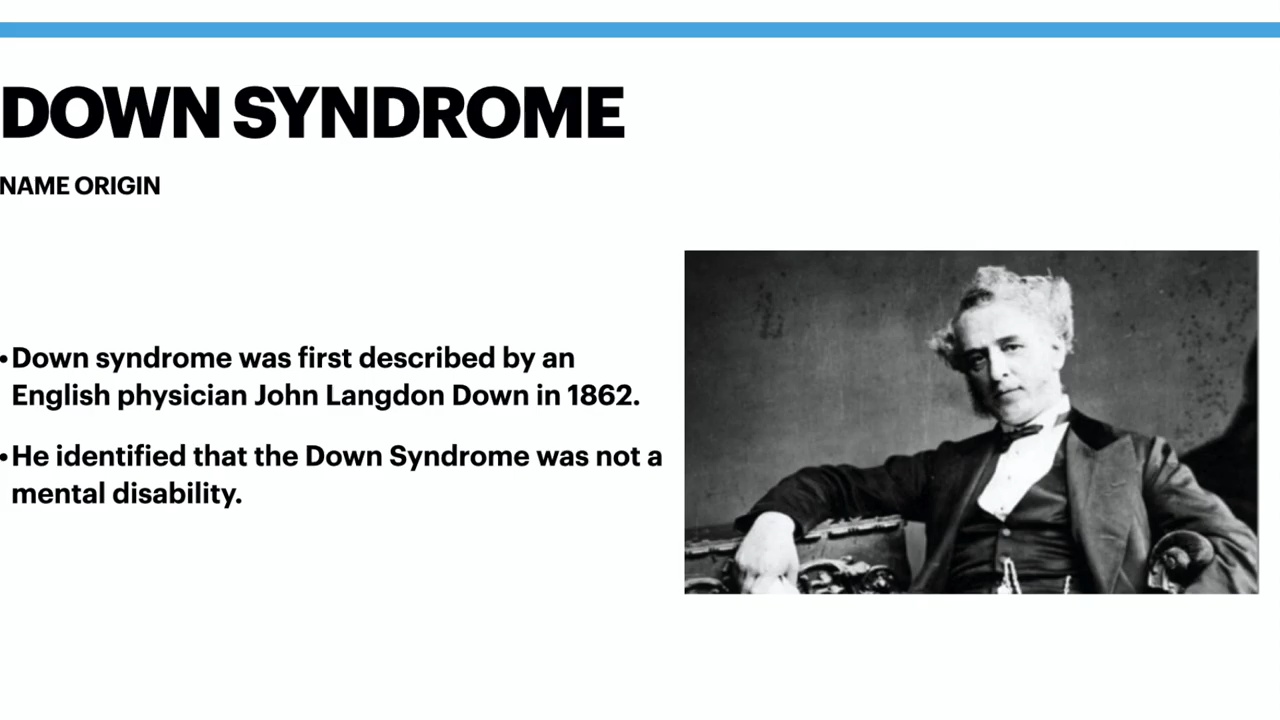 DOWN SYNDROME
NAME ORIGIN
•Down syndrome was first described by an
English physician John Langdon Down in 1862.
•He identified that the Down Syndrome was not a
mental disability.